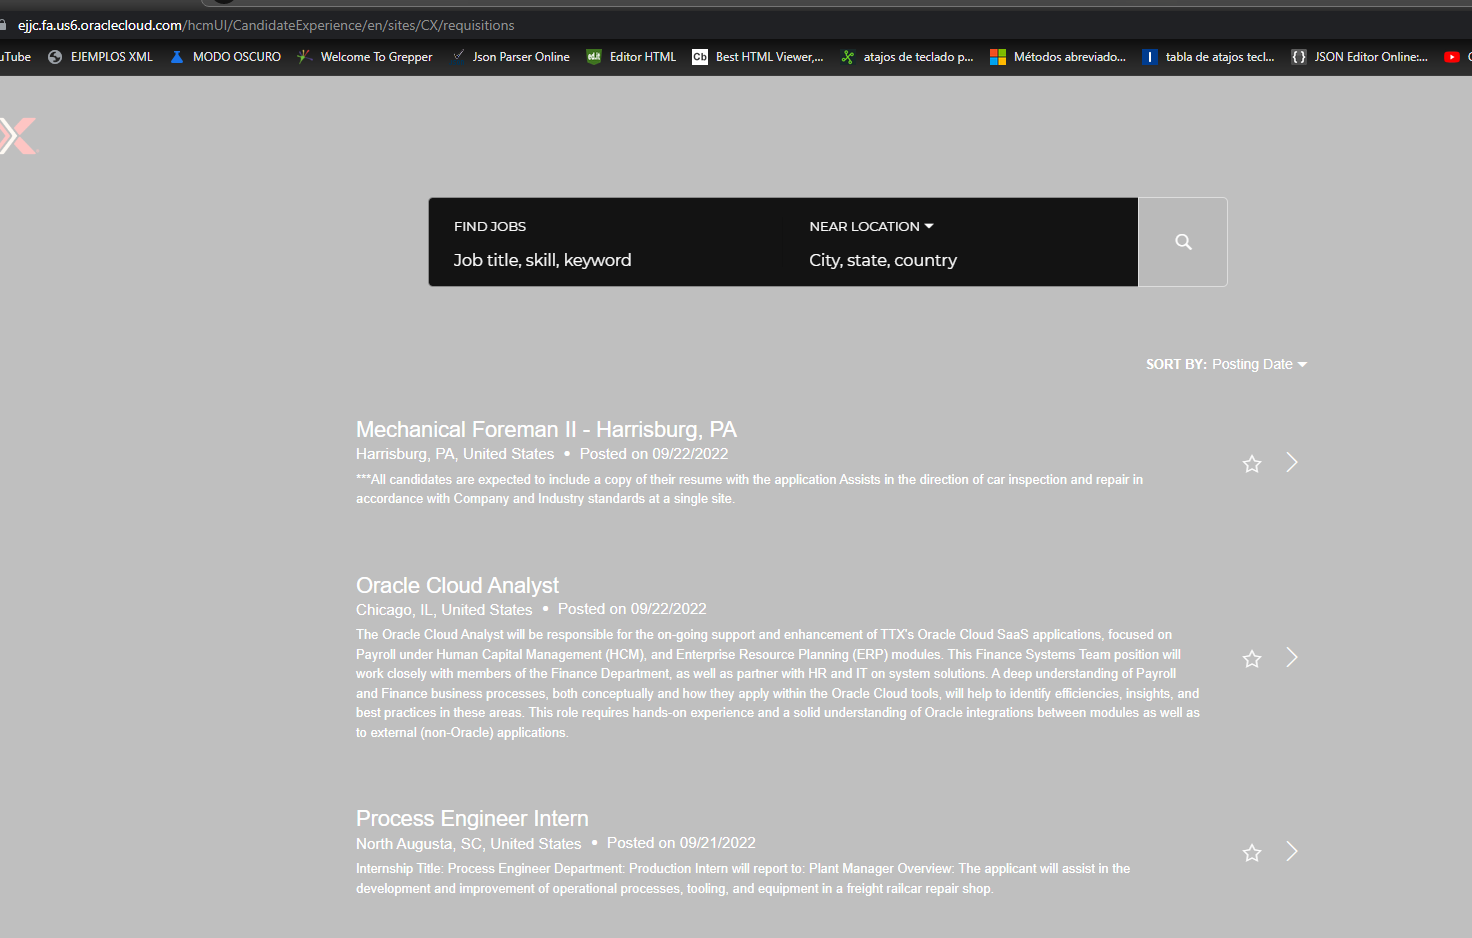 ejjc.fa.us6.oraclecloud.com/hcmUI/CandidateExperience/en/sites/CX/requisitions
uTube EJEMPLOS XML MODO OSCURO Welcome To Grepper Json Parser Online Editor HTML Cb Best HTML Viewer,... atajos de teclado p... Métodos abreviado... tabla de atajos tecl... JSON Editor Online:...
X
FIND JOBS NEAR LOCATION
Job title, skill, keyword City, state, country
SORT BY: Posting Date
Mechanical Foreman II - Harrisburg, PA
Harrisburg, PA, United States • Posted on 09/22/2022
***All candidates are expected to include a copy of their resume with the application Assists in the direction of car inspection and repair in
accordance with Company and Industry standards at a single site.
Oracle Cloud Analyst
Chicago, IL, United States • Posted on 09/22/2022
The Oracle Cloud Analyst will be responsible for the on-going support and enhancement of TTX's Oracle Cloud SaaS applications, focused on
Payroll under Human Capital Management (HCM), and Enterprise Resource Planning (ERP) modules. This Finance Systems Team position will
work closely with members of the Finance Department, as well as partner with HR and IT on system solutions. A deep understanding of Payroll
and Finance business processes, both conceptually and how they apply within the Oracle Cloud tools, will help to identify efficiencies, insights, and
best practices in these areas. This role requires hands-on experience and a solid understanding of Oracle integrations between modules as well as
to external (non-Oracle) applications.
Process Engineer Intern
North Augusta, SC, United States • Posted on 09/21/2022
Internship Title: Process Engineer Department: Production Intern will report to: Plant Manager Overview: The applicant will assist in the
development and improvement of operational processes, tooling, and equipment in a freight railcar repair shop.